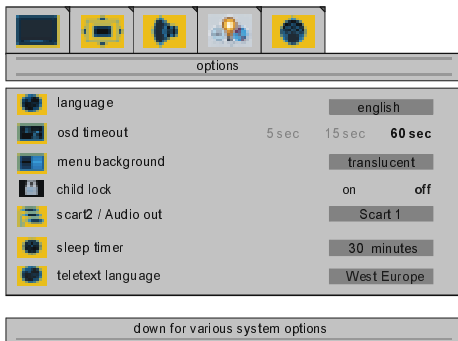 options
language english
osd timeout 5 sec 15 sec 60 sec
menu background translucent
child lock on off
scart2 / Audio out Scart 1
sleep timer 30 minutes
teletext language West Europe
down for various system options